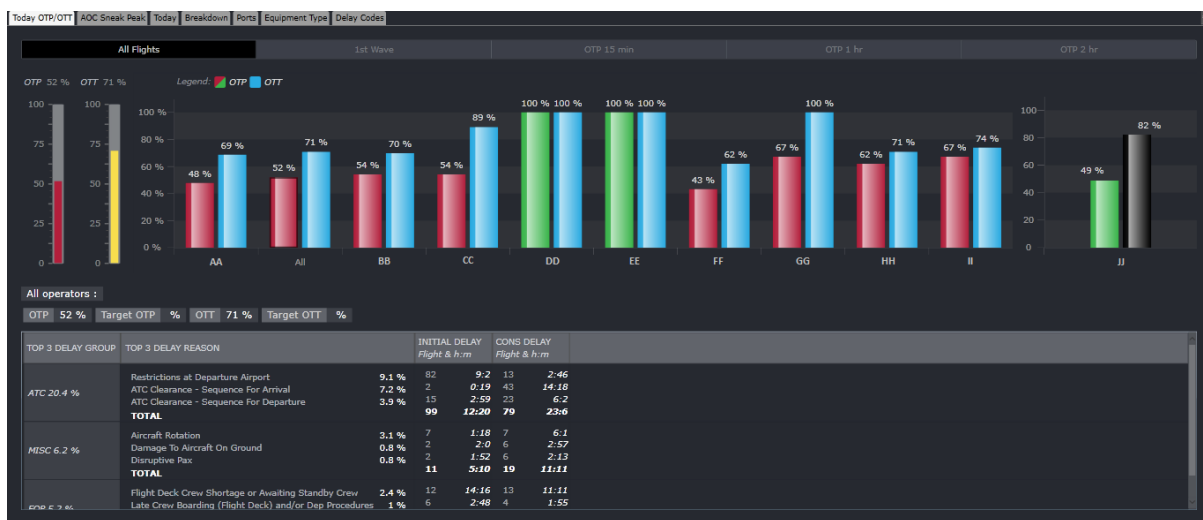 Today OTP/OTT AOC Sneak Peak Today Breakdown Ports Equipment Type Delay Codes
All Flights 1st Wave OTP 15 min OTP 1 hr OTP 2 hr
OTP 52 % OTT 71 % Legend: OTP OTT
100 100
75 75
50 50
25 25
0 0
100 %
80 %
60 %
40 %
20 %
0 %
48 % 69 % 52 % 71 % 54 % 70 % 54 % 89 % 100 % 100 % 100 % 100 % 43 % 62 % 67 % 100 % 62 % 71 % 67 % 74 %
AA All BB CC DD EE FF GG HH II
100
80
60
40
20
0
49 % 82 %
JJ
All operators :
OTP 52 % Target OTP % OTT 71 % Target OTT %
TOP 3 DELAY GROUP TOP 3 DELAY REASON INITIAL DELAY CONS DELAY
Flight & h:m Flight & h:m
ATC 20.4 %
Restrictions at Departure Airport 9.1 % 82 9:2 13 2:46
ATC Clearance - Sequence For Arrival 7.2 % 2 0:19 43 14:18
ATC Clearance - Sequence For Departure 3.9 % 15 2:59 23 6:2
TOTAL 99 12:20 79 23:6
MISC 6.2 %
Aircraft Rotation 3.1 % 7 1:18 7 6:1
Damage To Aircraft On Ground 0.8 % 2 2:0 6 2:57
Disruptive Pax 0.8 % 2 1:52 6 2:13
TOTAL 11 5:10 19 11:11
Flight Deck Crew Shortage or Awaiting Standby Crew 2.4 % 12 14:16 13 11:11
Late Crew Boarding (Flight Deck) and/or Dep Procedures 1 % 6 2:48 4 1:55